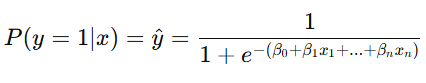 P(y = 1|x) = ŷ = 1 / (1 + e^−(β₀+β₁x₁+...+βₙxₙ))